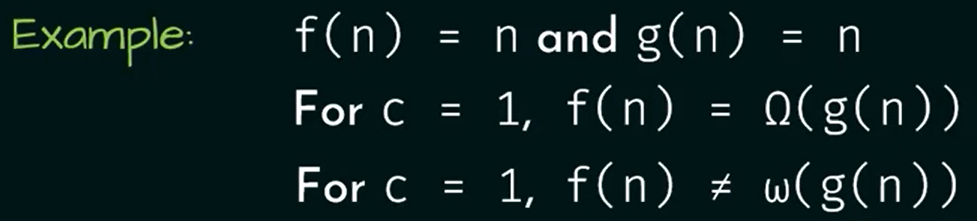 Example: f(n) = n and g(n) = n
For c = 1, f(n) = Ω(g(n))
For c = 1, f(n) ≠ ω(g(n))